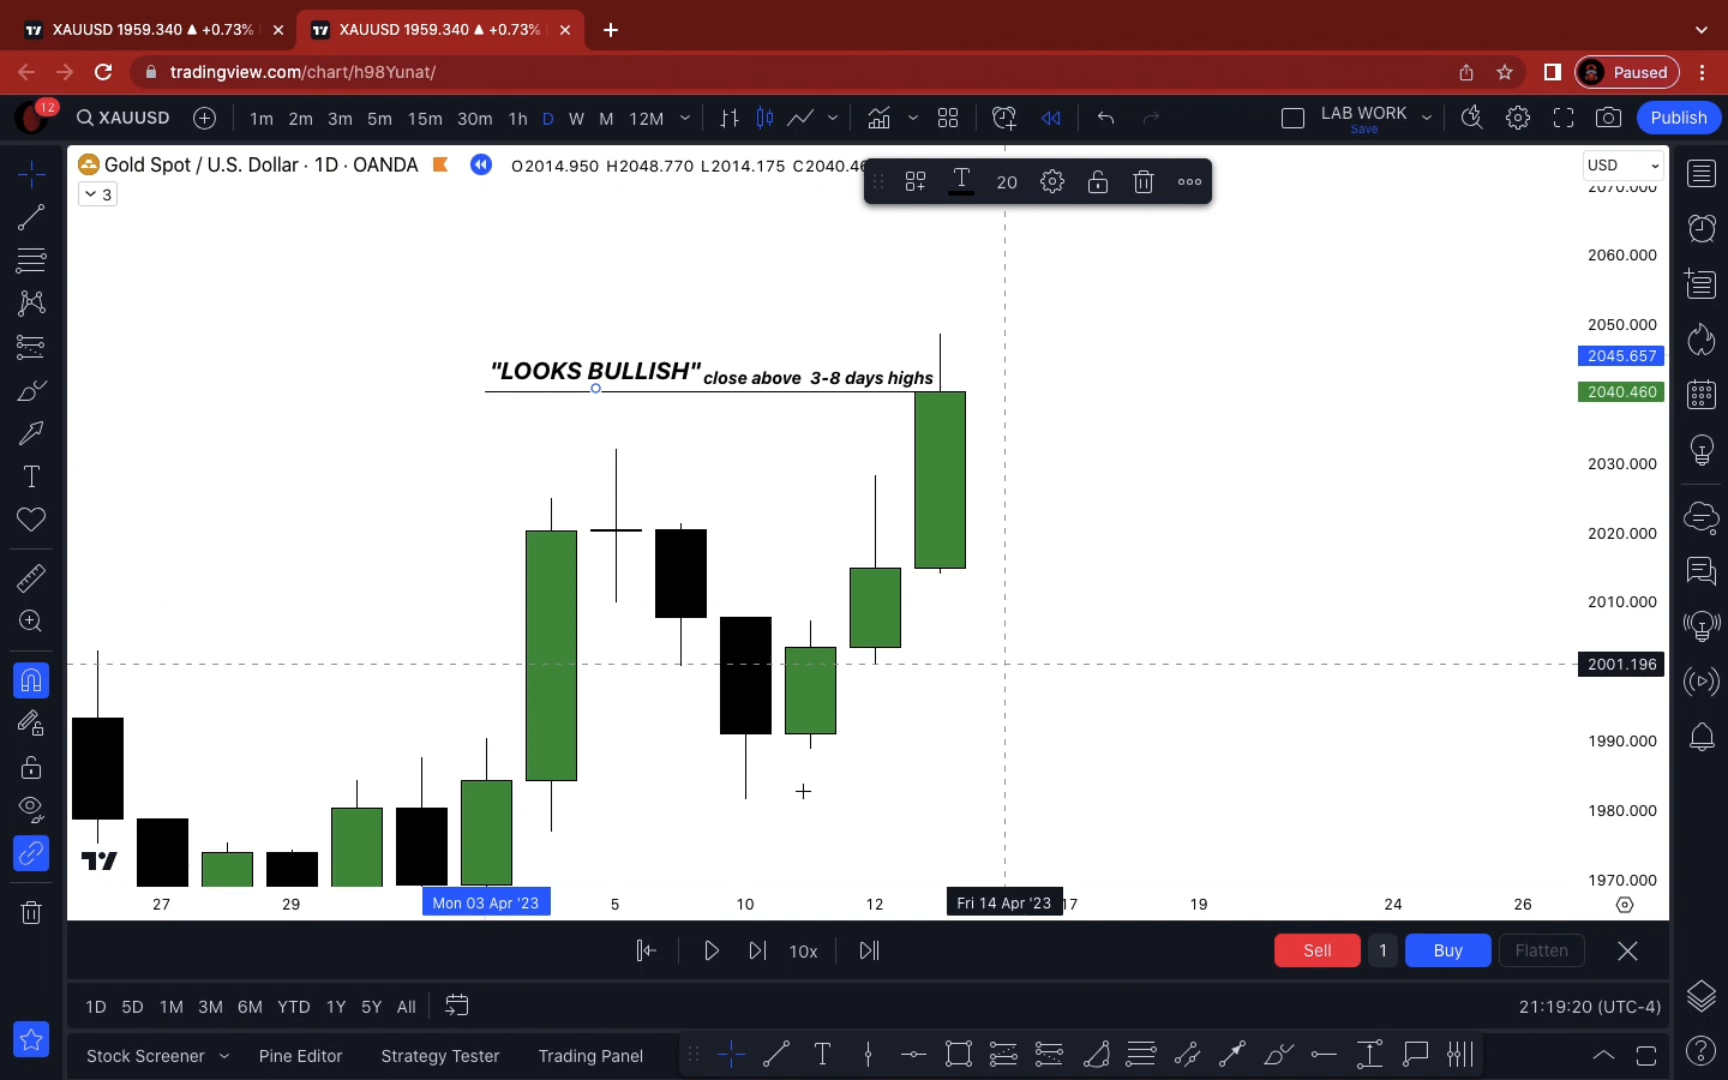 XAUUSD 1959.340 ▲ +0.73%
XAUUSD 1959.340 ▲ +0.73%
tradingview.com/chart/h98Yunat/
Paused
12
XAUUSD
1m 2m 3m 5m 15m 30m 1h D W M 12M
LAB WORK
Save
Publish
Gold Spot / U.S. Dollar · 1D · OANDA
O2014.950 H2048.770 L2014.175 C2040.46
20
USD
3
2070.000
2060.000
2050.000
2045.657
2040.460
2030.000
2020.000
2010.000
2001.196
1990.000
1980.000
1970.000
"LOOKS BULLISH" close above 3-8 days highs
27 29 Mon 03 Apr '23 5 10 12 Fri 14 Apr '23 17 19 24 26
10x
Sell 1 Buy Flatten
1D 5D 1M 3M 6M YTD 1Y 5Y All
21:19:20 (UTC-4)
Stock Screener Pine Editor Strategy Tester Trading Panel